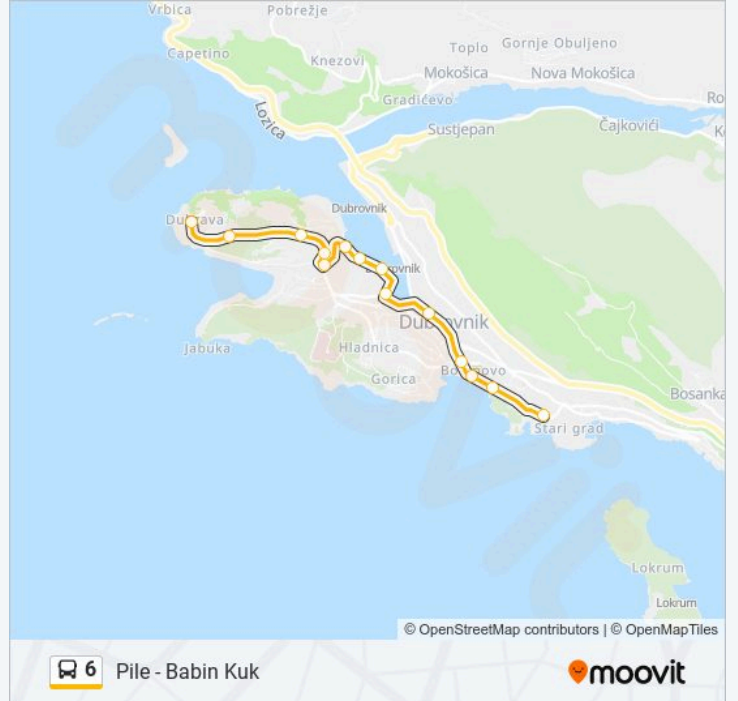 Vrbica
Pobrežje
Capetino
Knezovi
Toplo
Gornje Obuljeno
Mokošica
Nova Mokošica
Gradićevo
Lozica
Sustjepan
Čajkovići
Dubrovnik
Dubrava
Dubrovnik
Jabuka
Hladnica
Gorica
Stari grad
Bosanka
Lokrum
Lokrum
© OpenStreetMap contributors | © OpenMapTiles
6 Pile - Babin Kuk
moovit